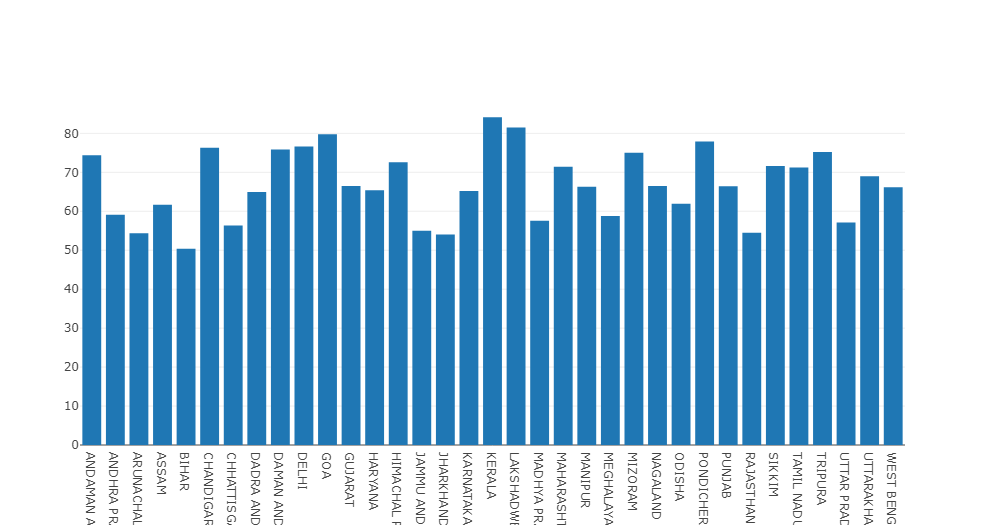 80
70
60
50
40
30
20
10
0
ANDAMAN A
ANDHRA PR.
ARUNACHAL
ASSAM
BIHAR
CHANDIGAR
CHHATTISGA
DADRA AND
DAMAN AND
DELHI
GOA
GUJARAT
HARYANA
HIMACHAL P
JAMMU AND
JHARKHAND
KARNATAKA
KERALA
LAKSHADWE
MADHYA PR.
MAHARASHT
MANIPUR
MEGHALAYA
MIZORAM
NAGALAND
ODISHA
PONDICHER
PUNJAB
RAJASTHAN
SIKKIM
TAMIL NADU
TRIPURA
UTTAR PRAD
UTTARAKHA
WEST BENG